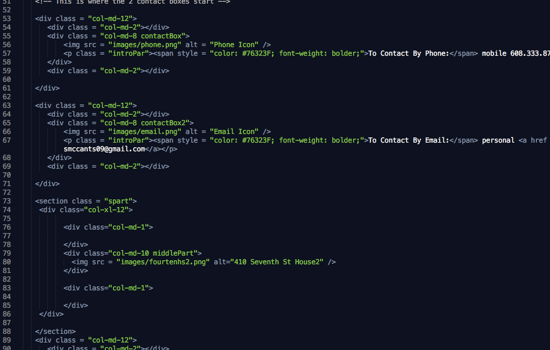 51 <!-- This is where the 2 contact boxes start -->
52
53 <div class = "col-md-12">
54 <div class = "col-md-2"></div>
55 <div class = "col-md-8 contactBox">
56 <img src = "images/phone.png" alt = "Phone Icon" />
57 <p class = "introPar"><span style = "color: #76323F; font-weight: bolder;">To Contact By Phone:</span> mobile 608.333.87
58 </div>
59 <div class = "col-md-2"></div>
60
61 </div>
62
63 <div class = "col-md-12">
64 <div class = "col-md-2"></div>
65 <div class = "col-md-8 contactBox2">
66 <img src = "images/email.png" alt = "Email Icon" />
67 <p class = "introPar"><span style = "color: #76323F; font-weight: bolder;">To Contact By Email:</span> personal <a href
smccants09@gmail.com</a></p>
68 </div>
69 <div class = "col-md-2"></div>
70
71 </div>
72
73 <section class = "spart">
74 <div class="col-xl-12">
75
76 <div class="col-md-1">
77
78 </div>
79 <div class="col-md-10 middlePart">
80 <img src = "images/fourtenhs2.png" alt="410 Seventh St House2" />
81 </div>
82
83 <div class="col-md-1">
84
85 </div>
86 </div>
87
88 </section>
89 <div class = "col-md-12">
90 <div class = "col-md-2"></div>